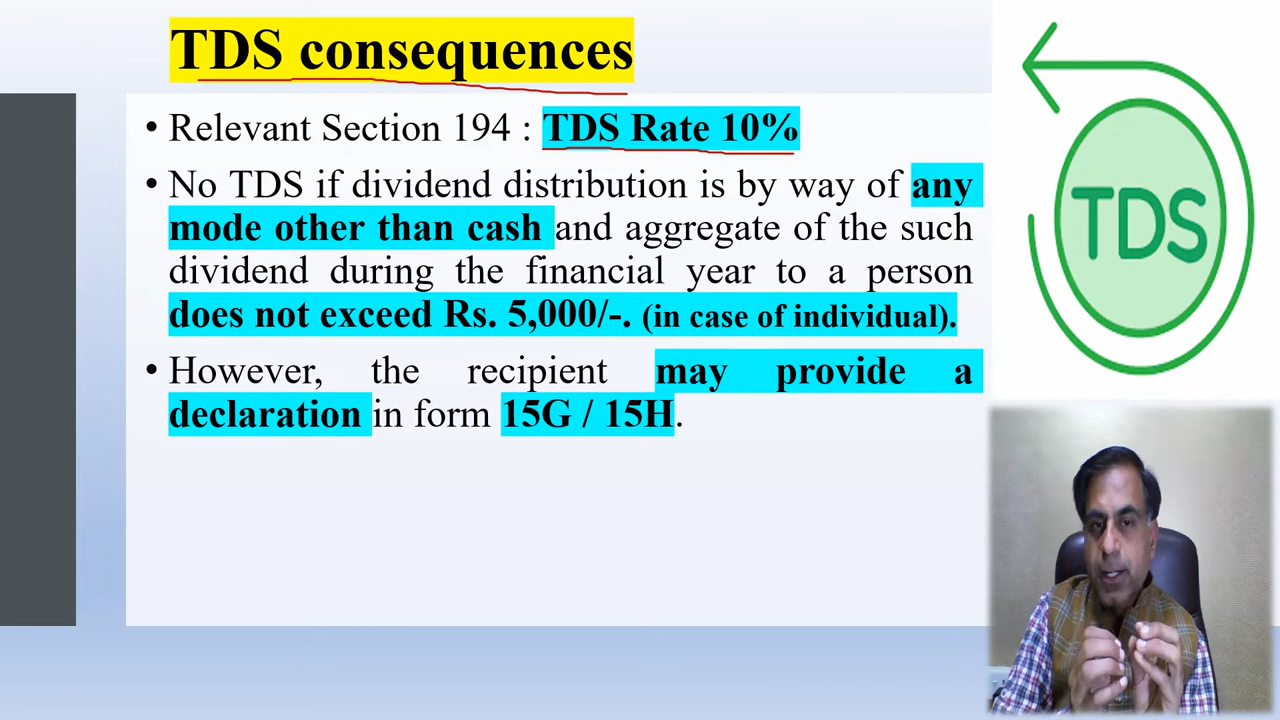 TDS consequences
• Relevant Section 194 : TDS Rate 10%
• No TDS if dividend distribution is by way of any
mode other than cash and aggregate of the such
dividend during the financial year to a person
does not exceed Rs. 5,000/-. (in case of individual).
• However, the recipient may provide a
declaration in form 15G / 15H.
TDS